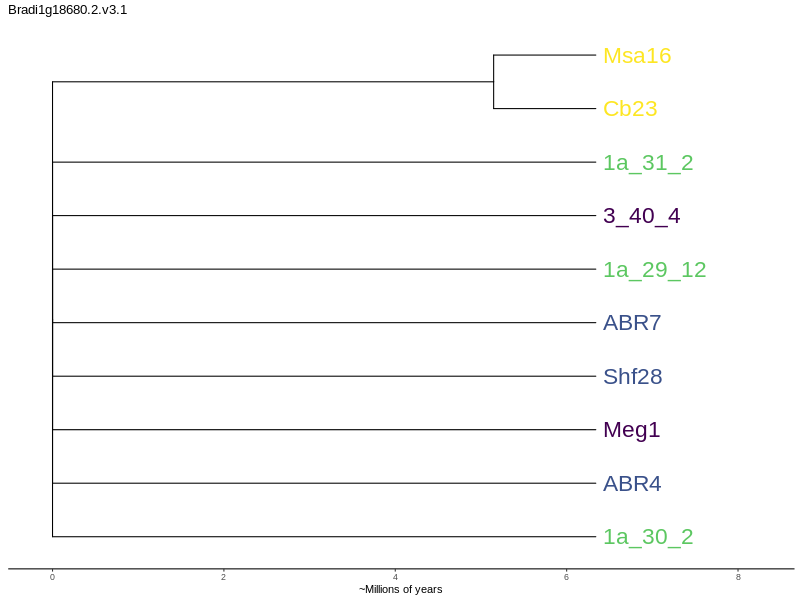 Bradi1g18680.2.v3.1
Msa16
Cb23
1a_31_2
3_40_4
1a_29_12
ABR7
Shf28
Meg1
ABR4
1a_30_2
0 2 4 6 8
~Millions of years